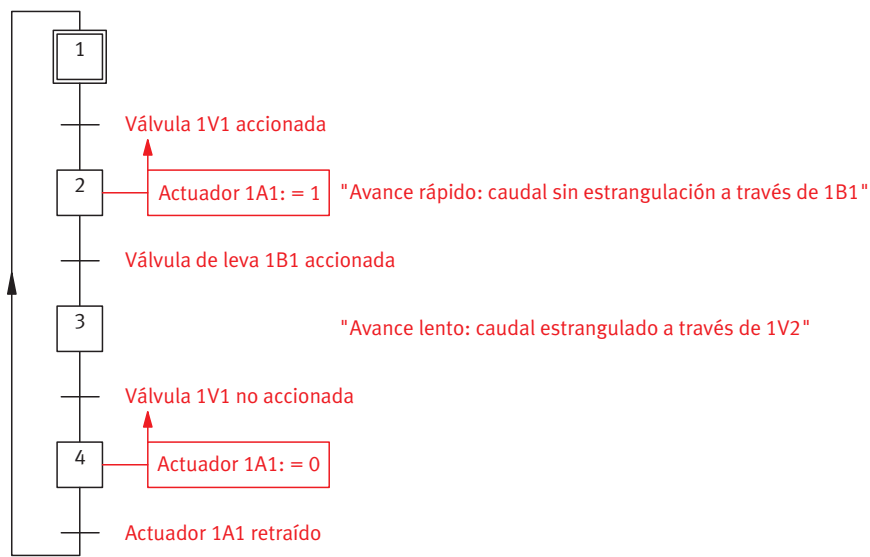 1
Válvula 1V1 accionada
2
Actuador 1A1: = 1
"Avance rápido: caudal sin estrangulación a través de 1B1"
Válvula de leva 1B1 accionada
3
"Avance lento: caudal estrangulado a través de 1V2"
Válvula 1V1 no accionada
4
Actuador 1A1: = 0
Actuador 1A1 retraído